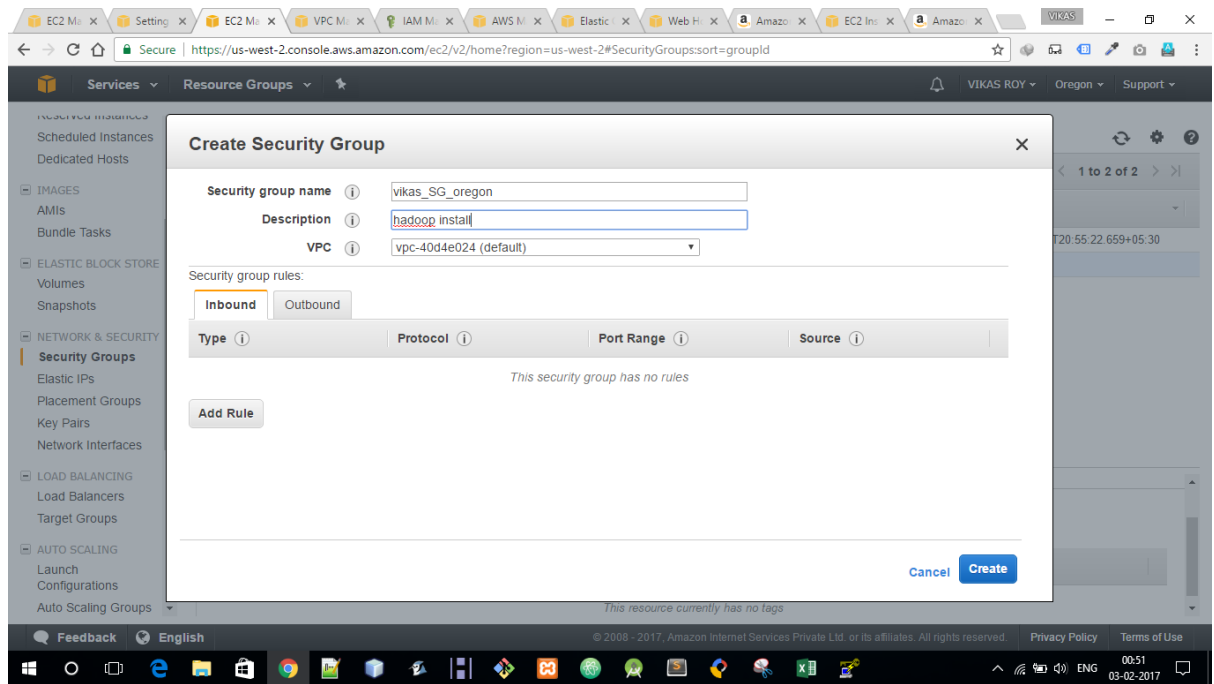 EC2 Ma
Setting
EC2 Ma
VPC M
IAM M
AWS M
Elastic
Web H
Amazo
EC2 Ins
Amazo
VIKAS
Secure | https://us-west-2.console.aws.amazon.com/ec2/v2/home?region=us-west-2#SecurityGroups:sort=groupId
Services
Resource Groups
VIKAS ROY
Oregon
Support
Reserved Instances
Scheduled Instances
Dedicated Hosts
IMAGES
AMIs
Bundle Tasks
ELASTIC BLOCK STORE
Volumes
Snapshots
NETWORK & SECURITY
Security Groups
Elastic IPs
Placement Groups
Key Pairs
Network Interfaces
LOAD BALANCING
Load Balancers
Target Groups
AUTO SCALING
Launch
Configurations
Auto Scaling Groups
Create Security Group
Security group name vikas_SG_oregon
Description hadoop install
VPC vpc-40d4e024 (default)
Security group rules:
Inbound
Outbound
Type
Protocol
Port Range
Source
This security group has no rules
Add Rule
Cancel
Create
1 to 2 of 2
T20:55:22.659+05:30
This resource currently has no tags
Feedback
English
© 2008 - 2017, Amazon Internet Services Private Ltd. or its affiliates. All rights reserved.
Privacy Policy
Terms of Use
ENG
00:51
03-02-2017